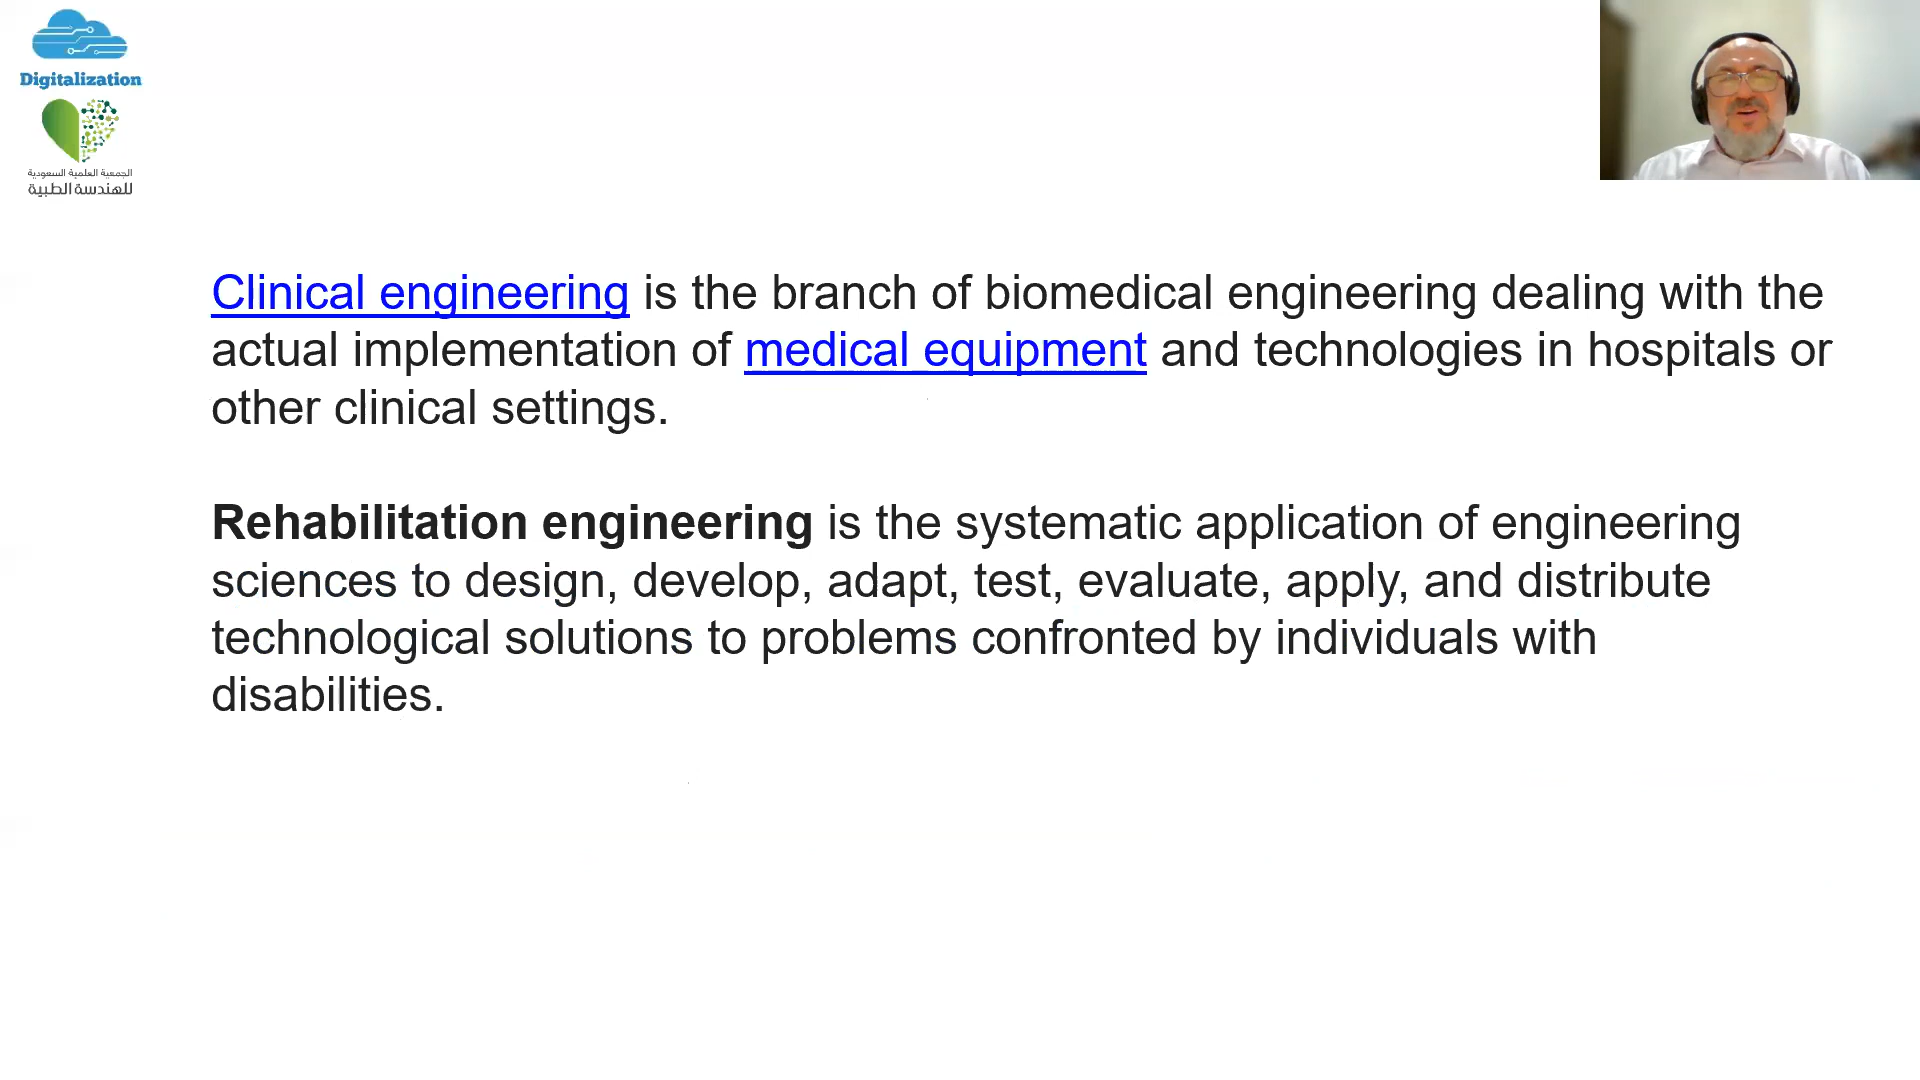 Digitalization
الجمعية العلمية السعودية
للهندسة الطبية
Clinical engineering is the branch of biomedical engineering dealing with the
actual implementation of medical equipment and technologies in hospitals or
other clinical settings.
Rehabilitation engineering is the systematic application of engineering
sciences to design, develop, adapt, test, evaluate, apply, and distribute
technological solutions to problems confronted by individuals with
disabilities.